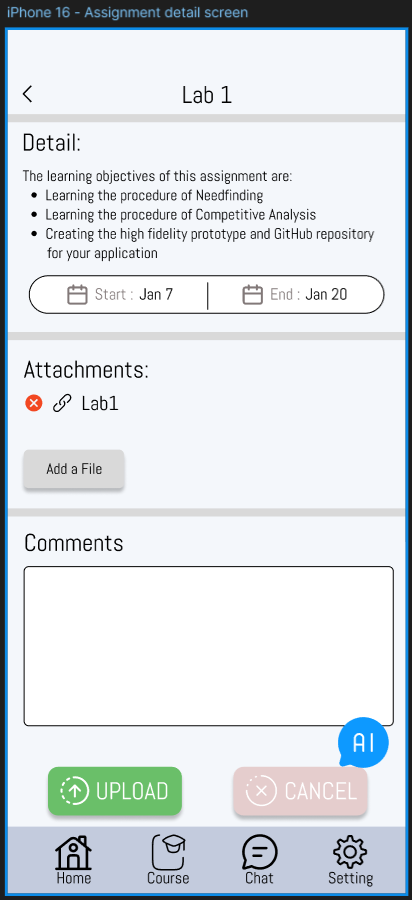 iPhone 16 - Assignment detail screen
Lab 1
Detail:
The learning objectives of this assignment are:
• Learning the procedure of Needfinding
• Learning the procedure of Competitive Analysis
• Creating the high fidelity prototype and GitHub repository
for your application
Start : Jan 7 End : Jan 20
Attachments:
Lab1
Add a File
Comments
AI
UPLOAD CANCEL
Home Course Chat Setting